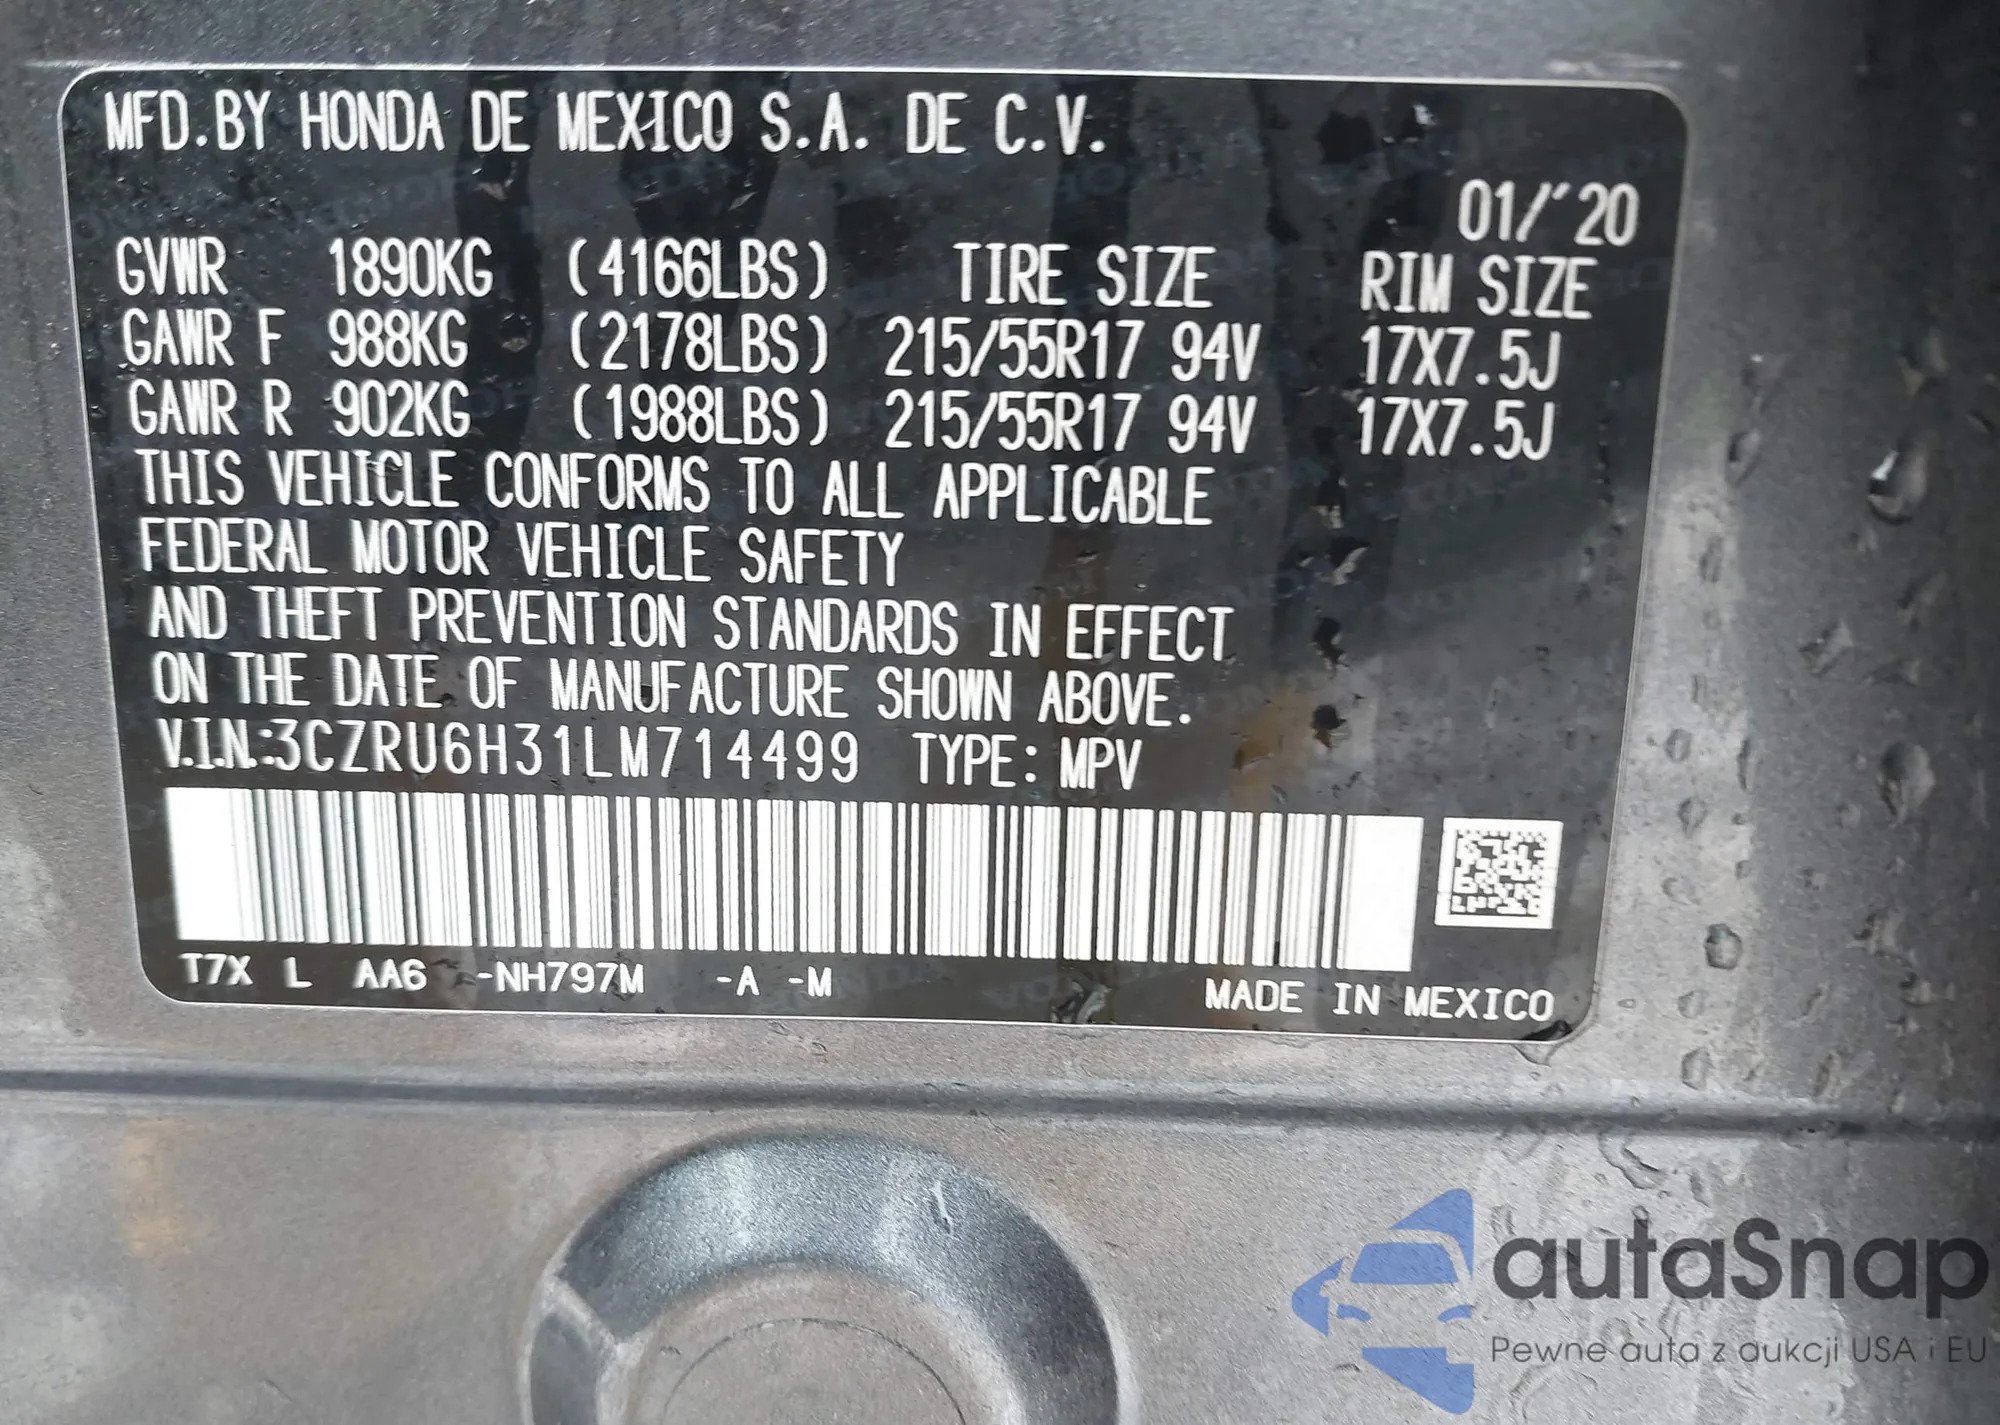 MFD.BY HONDA DE MEXICO S.A. DE C.V.
01/'20
GVWR 1890KG (4166LBS) TIRE SIZE RIM SIZE
GAWR F 988KG (2178LBS) 215/55R17 94V 17X7.5J
GAWR R 902KG (1988LBS) 215/55R17 94V 17X7.5J
THIS VEHICLE CONFORMS TO ALL APPLICABLE
FEDERAL MOTOR VEHICLE SAFETY
AND THEFT PREVENTION STANDARDS IN EFFECT
ON THE DATE OF MANUFACTURE SHOWN ABOVE.
V.I.N.:3CZRU6H31LM714499 TYPE: MPV
T7X L AA6 -NH797M -A -M MADE IN MEXICO
autaSnap
Pewne auta z aukcji USA i EU